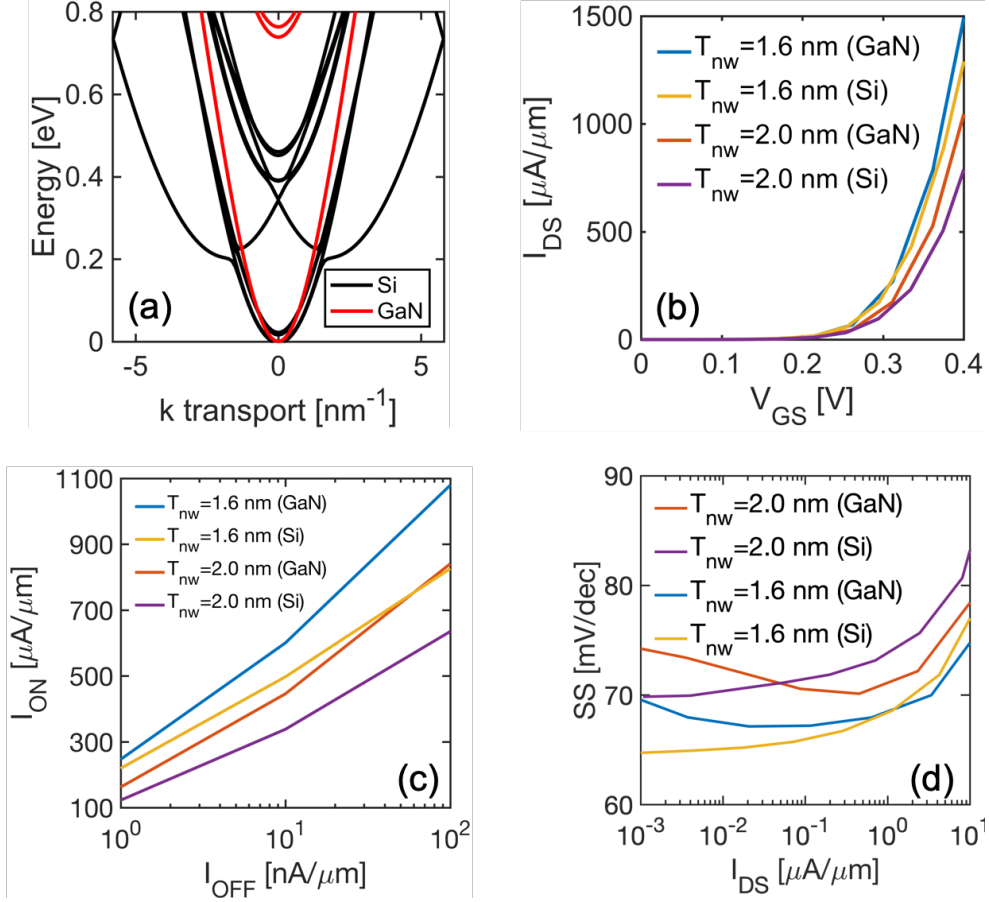 0.8
0.6
0.4
0.2
0
Energy [eV]
-5 0 5
k transport [nm⁻¹]
Si
GaN
(a)
1500
1000
500
0
I_DS [μA/μm]
0 0.1 0.2 0.3 0.4
V_GS [V]
T_nw=1.6 nm (GaN)
T_nw=1.6 nm (Si)
T_nw=2.0 nm (GaN)
T_nw=2.0 nm (Si)
(b)
1100
900
700
500
300
100
I_ON [μA/μm]
10⁰ 10¹ 10²
I_OFF [nA/μm]
T_nw=1.6 nm (GaN)
T_nw=1.6 nm (Si)
T_nw=2.0 nm (GaN)
T_nw=2.0 nm (Si)
(c)
90
80
70
60
SS [mV/dec]
10⁻³ 10⁻¹ 10⁰ 10¹
I_DS [μA/μm]
T_nw=2.0 nm (GaN)
T_nw=2.0 nm (Si)
T_nw=1.6 nm (GaN)
T_nw=1.6 nm (Si)
(d)